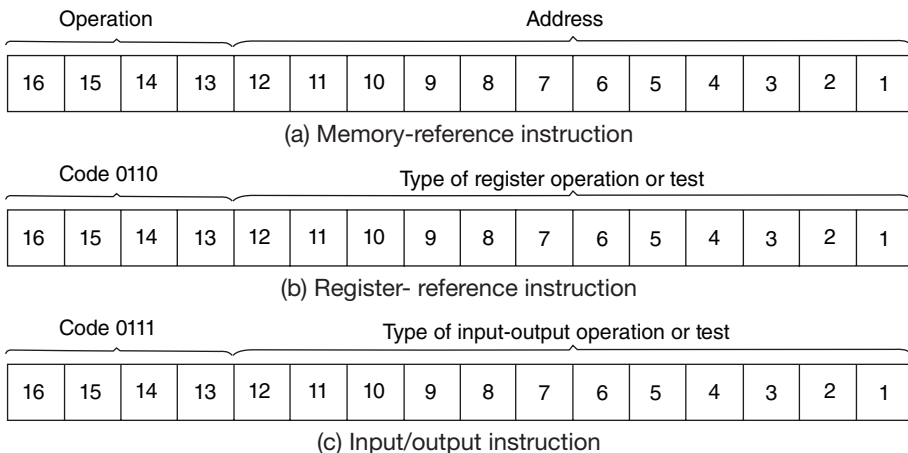 Operation Address
16 15 14 13 12 11 10 9 8 7 6 5 4 3 2 1
(a) Memory-reference instruction
Code 0110 Type of register operation or test
16 15 14 13 12 11 10 9 8 7 6 5 4 3 2 1
(b) Register- reference instruction
Code 0111 Type of input-output operation or test
16 15 14 13 12 11 10 9 8 7 6 5 4 3 2 1
(c) Input/output instruction